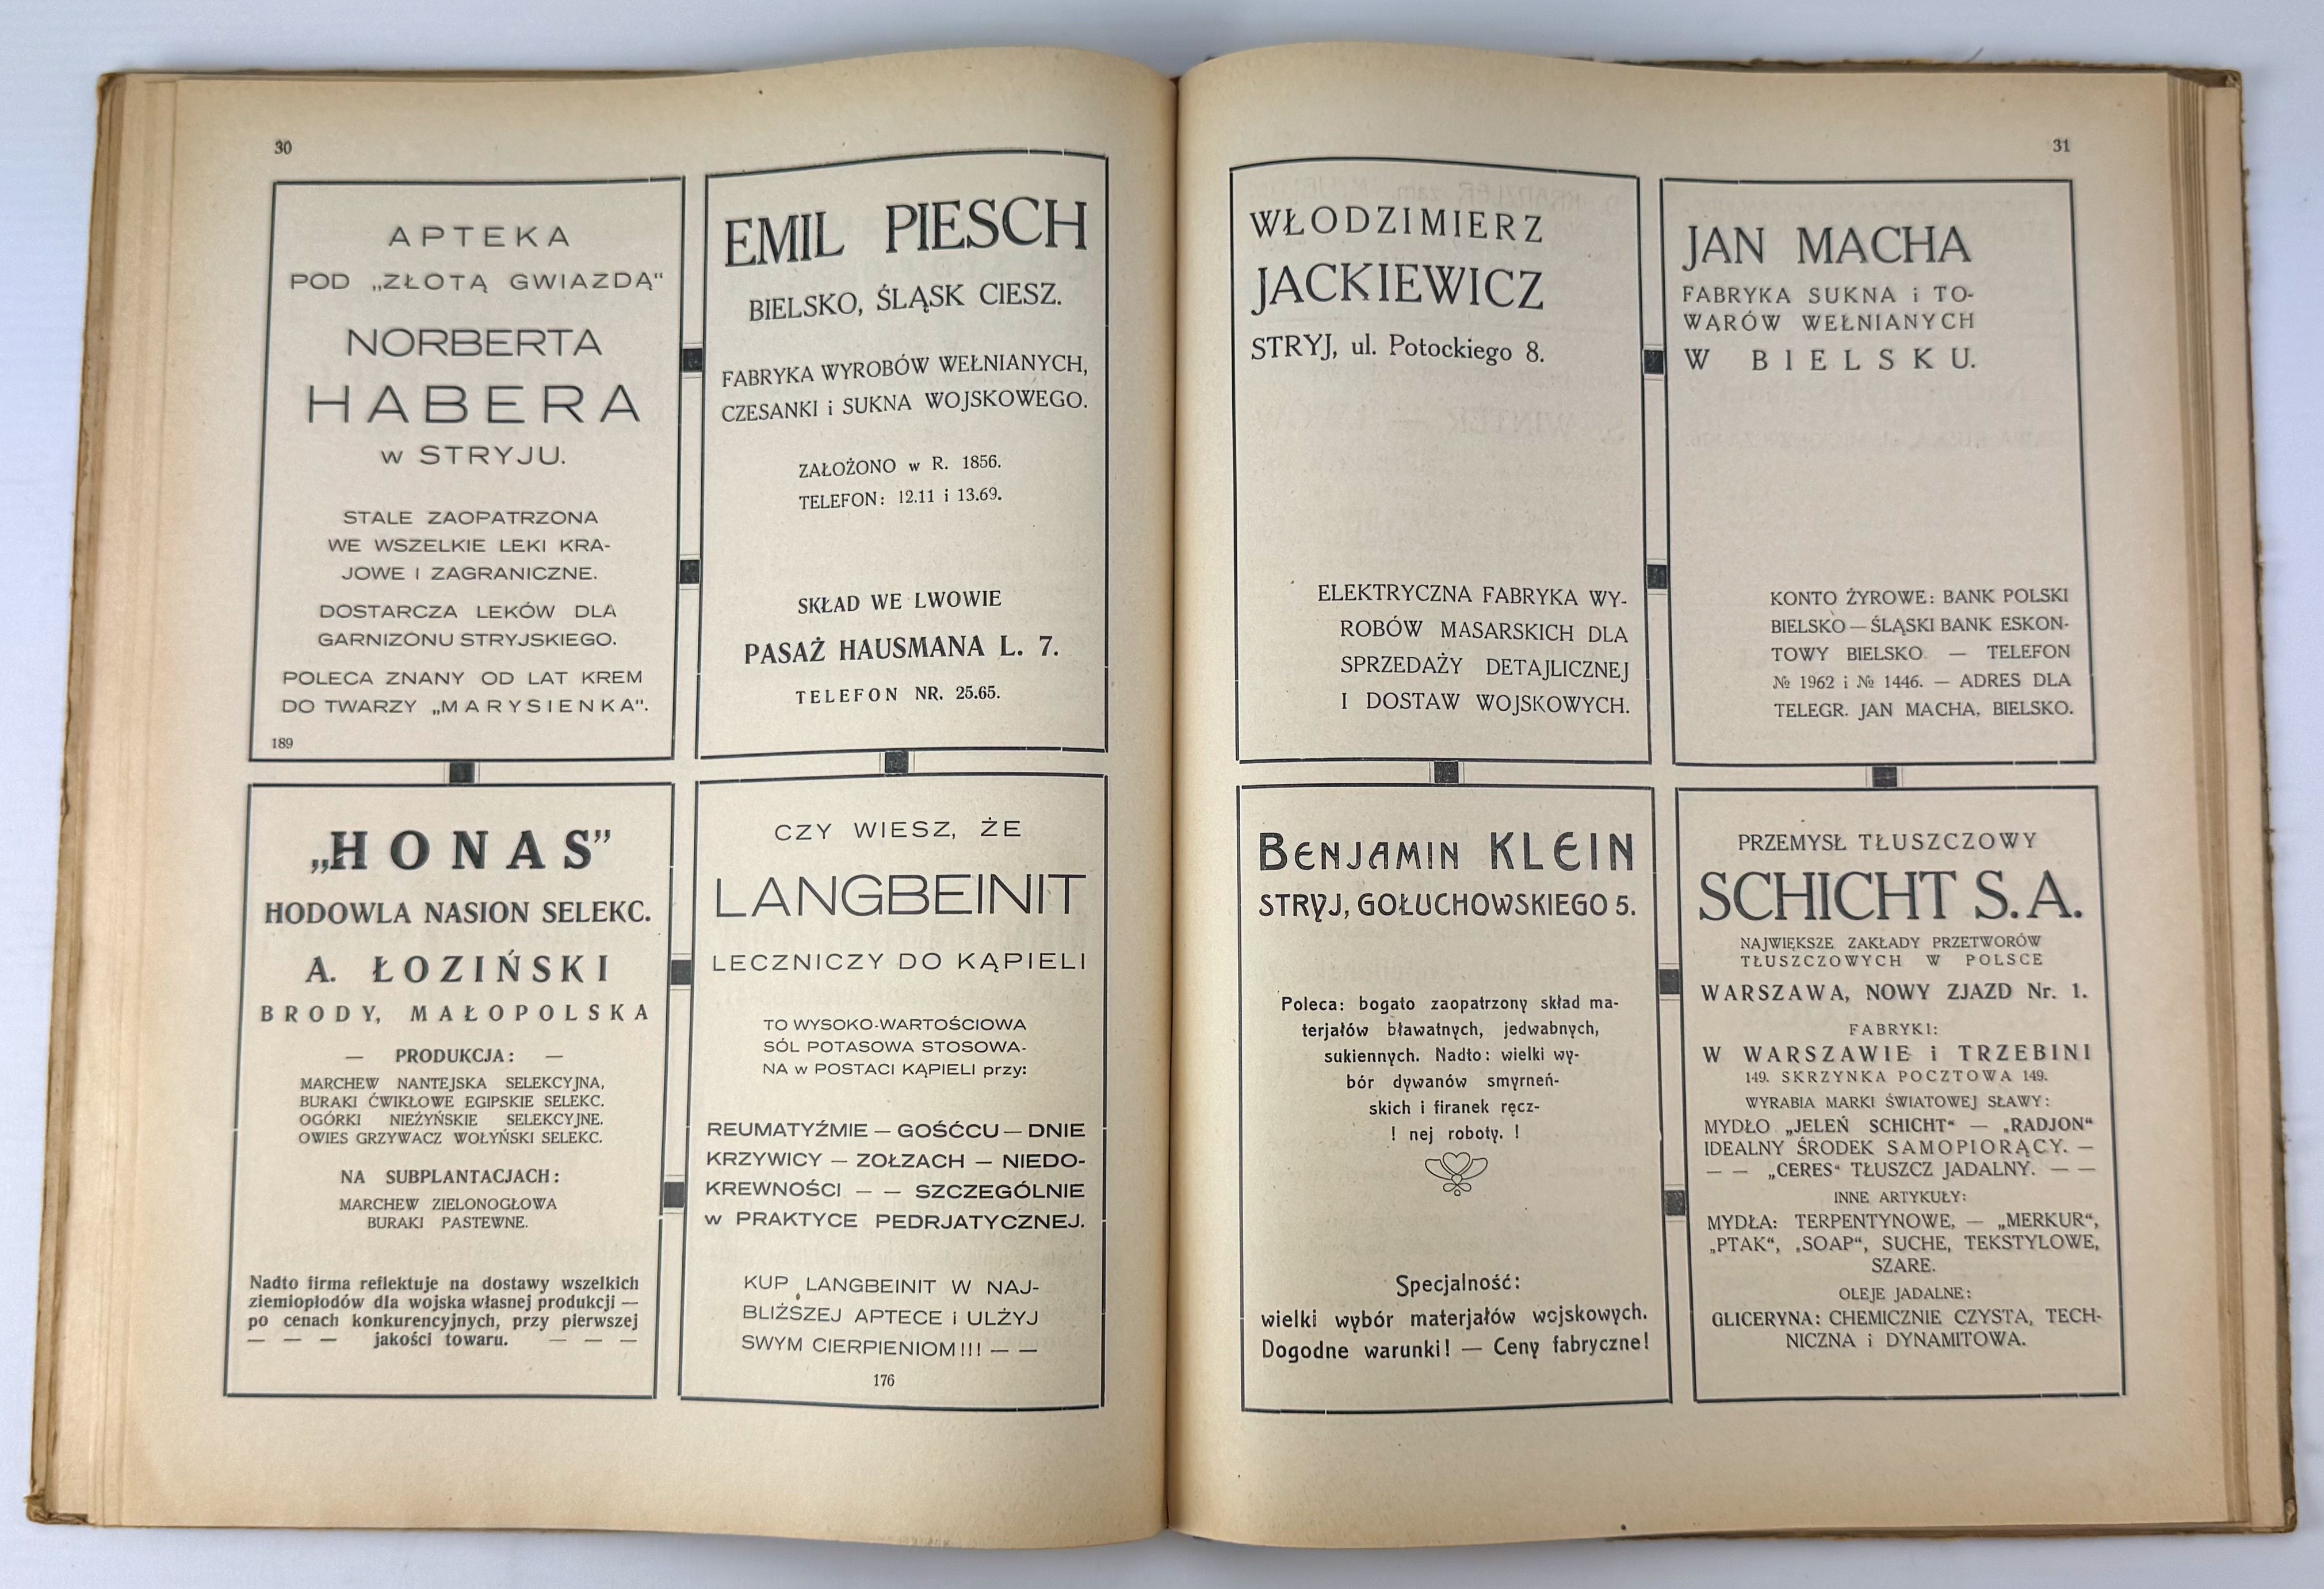 30
APTEKA
POD „ZŁOTĄ GWIAZDĄ“
NORBERTA
HABERA
w STRYJU.
STALE ZAOPATRZONA
WE WSZELKIE LEKI KRA-
JOWE I ZAGRANICZNE.
DOSTARCZA LEKÓW DLA
GARNIZONU STRYJSKIEGO.
POLECA ZNANY OD LAT KREM
DO TWARZY „MARYSIENKA“.
189
EMIL PIESCH
BIELSKO, ŚLĄSK CIESZ.
FABRYKA WYROBÓW WEŁNIANYCH,
CZESANKI i SUKNA WOJSKOWEGO.
ZAŁOŻONO w R. 1856.
TELEFON: 12.11 i 13.69.
SKŁAD WE LWOWIE
PASAŻ HAUSMANA L. 7.
TELEFON NR. 25.65.
„HONAS”
HODOWLA NASION SELEKC.
A. ŁOZIŃSKI
BRODY, MAŁOPOLSKA
— PRODUKCJA: —
MARCHEW NANTEJSKA SELEKCYJNA,
BURAKI ĆWIKŁOWE EGIPSKIE SELEKC.
OGÓRKI NIEŻYŃSKIE SELEKCYJNE.
OWIES GRZYWACZ WOŁYŃSKI SELEKC.
NA SUBPLANTACJACH:
MARCHEW ZIELONOGŁOWA
BURAKI PASTEWNE.
Nadto firma reflektuje na dostawy wszelkich
ziemiopłodów dla wojska własnej produkcji —
po cenach konkurencyjnych, przy pierwszej
— — — jakości towaru. — — —
CZY WIESZ, ŻE
LANGBEINIT
LECZNICZY DO KĄPIELI
TO WYSOKO-WARTOŚCIOWA
SÓL POTASOWA STOSOWA-
NA w POSTACI KĄPIELI przy:
REUMATYŹMIE — GOŚĆCU — DNIE
KRZYWICY — ZOŁZACH — NIEDO-
KREWNOŚCI — — SZCZEGÓLNIE
w PRAKTYCE PEDRJATYCZNEJ.
KUP LANGBEINIT W NAJ-
BLIŻSZEJ APTECE i ULŻYJ
SWYM CIERPIENIOM!!! — —
176
31
WŁODZIMIERZ
JACKIEWICZ
STRYJ, ul. Potockiego 8.
ELEKTRYCZNA FABRYKA WY-
ROBÓW MASARSKICH DLA
SPRZEDAŻY DETAJLICZNEJ
I DOSTAW WOJSKOWYCH.
JAN MACHA
FABRYKA SUKNA i TO-
WARÓW WEŁNIANYCH
W BIELSKU.
KONTO ŻYROWE: BANK POLSKI
BIELSKO — ŚLĄSKI BANK ESKON-
TOWY BIELSKO — TELEFON
№ 1962 i № 1446. — ADRES DLA
TELEGR. JAN MACHA, BIELSKO.
BENJAMIN KLEIN
STRYJ, GOŁUCHOWSKIEGO 5.
Poleca: bogato zaopatrzony skład ma-
terjałów bławatnych, jedwabnych,
sukiennych. Nadto: wielki wy-
bór dywanów smyrneń-
skich i firanek ręcz-
! nej roboty. !
Specjalność:
wielki wybór materjałów wojskowych.
Dogodne warunki! — Ceny fabryczne!
PRZEMYSŁ TŁUSZCZOWY
SCHICHT S.A.
NAJWIĘKSZE ZAKŁADY PRZETWORÓW
TŁUSZCZOWYCH W POLSCE
WARSZAWA, NOWY ZJAZD Nr. 1.
FABRYKI:
W WARSZAWIE i TRZEBINI
149. SKRZYNKA POCZTOWA 149.
WYRABIA MARKI ŚWIATOWEJ SŁAWY:
MYDŁO „JELEŃ SCHICHT“ — „RADJON“
IDEALNY ŚRODEK SAMOPIORĄCY. —
— — „CERES“ TŁUSZCZ JADALNY. — —
INNE ARTYKUŁY:
MYDŁA: TERPENTYNOWE, — „MERKUR“,
„PTAK“, „SOAP“, SUCHE, TEKSTYLOWE,
SZARE.
OLEJE JADALNE:
GLICERYNA: CHEMICZNIE CZYSTA, TECH-
NICZNA i DYNAMITOWA.